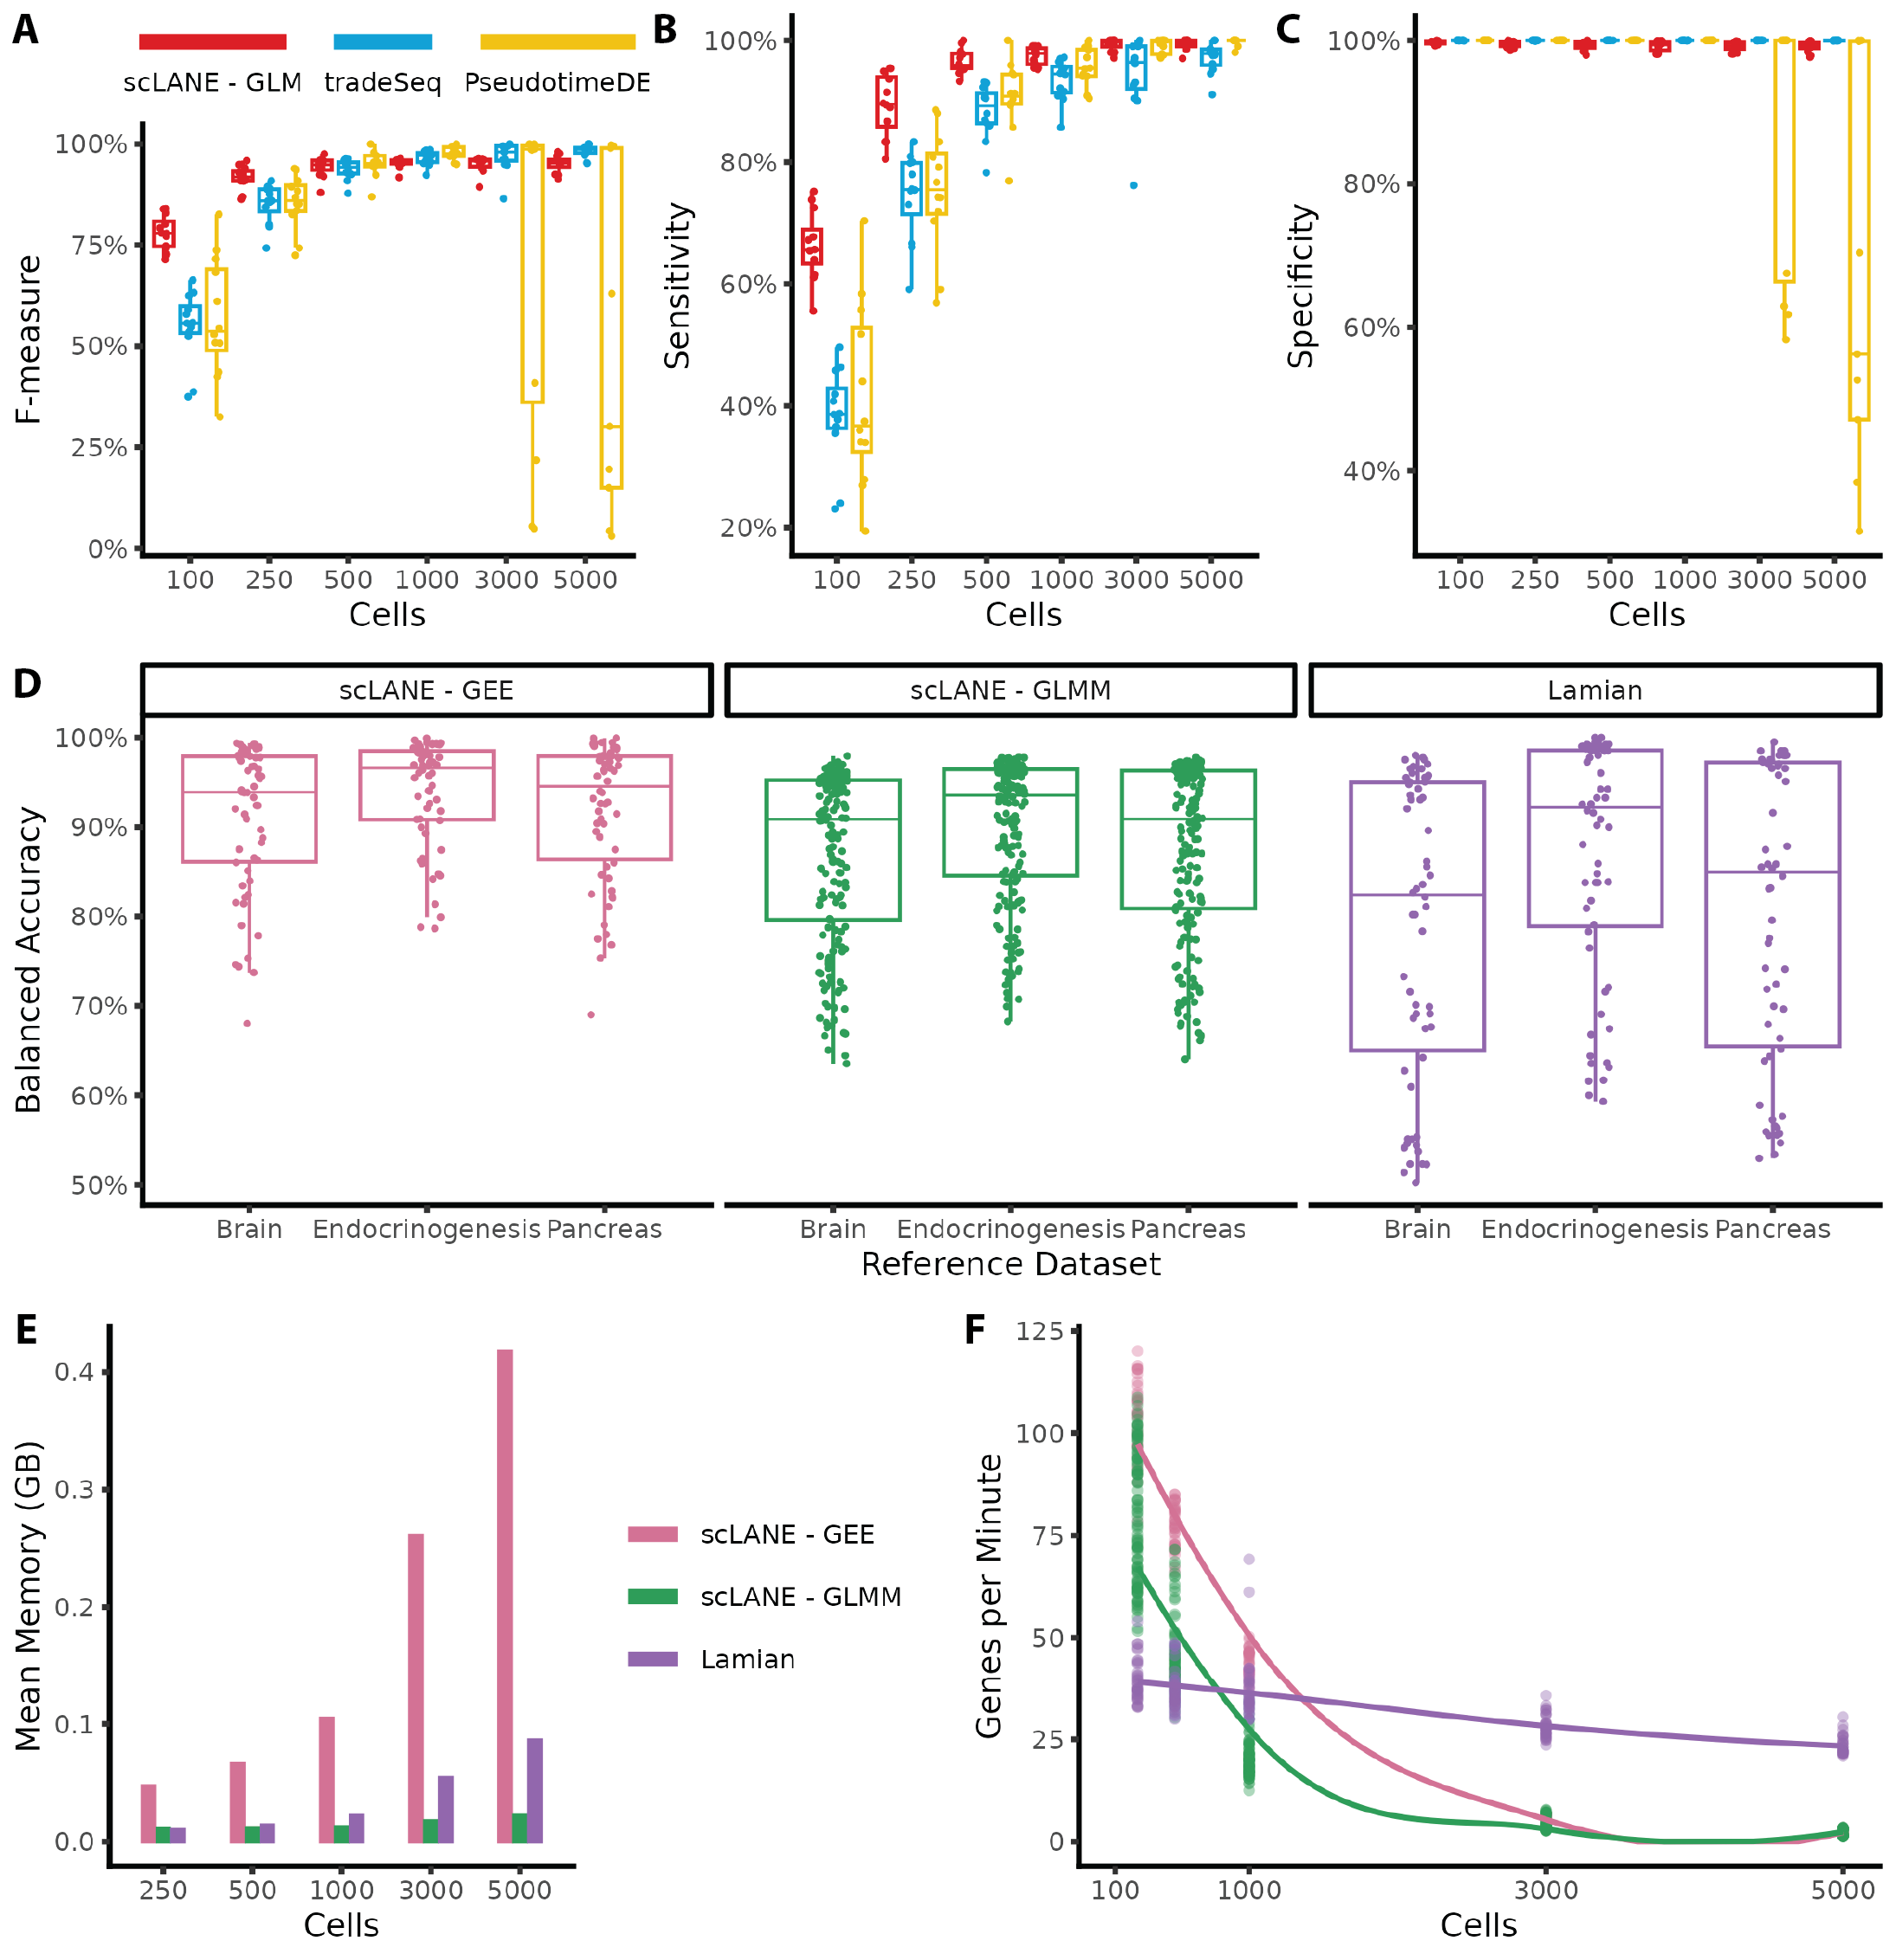 A
scLANE - GLM
tradeSeq
PseudotimeDE
F-measure
100%
75%
50%
25%
0%
100
250
500
1000
3000
5000
Cells
B
Sensitivity
100%
80%
60%
40%
20%
100
250
500
1000
3000
5000
Cells
C
Specificity
100%
80%
60%
40%
100
250
500
1000
3000
5000
Cells
D
scLANE - GEE
scLANE - GLMM
Lamian
Balanced Accuracy
100%
90%
80%
70%
60%
50%
Brain
Endocrinogenesis
Pancreas
Brain
Endocrinogenesis
Pancreas
Brain
Endocrinogenesis
Pancreas
Reference Dataset
E
Mean Memory (GB)
0.4
0.3
0.2
0.1
0.0
250
500
1000
3000
5000
Cells
scLANE - GEE
scLANE - GLMM
Lamian
F
Genes per Minute
125
100
75
50
25
0
100
1000
3000
5000
Cells